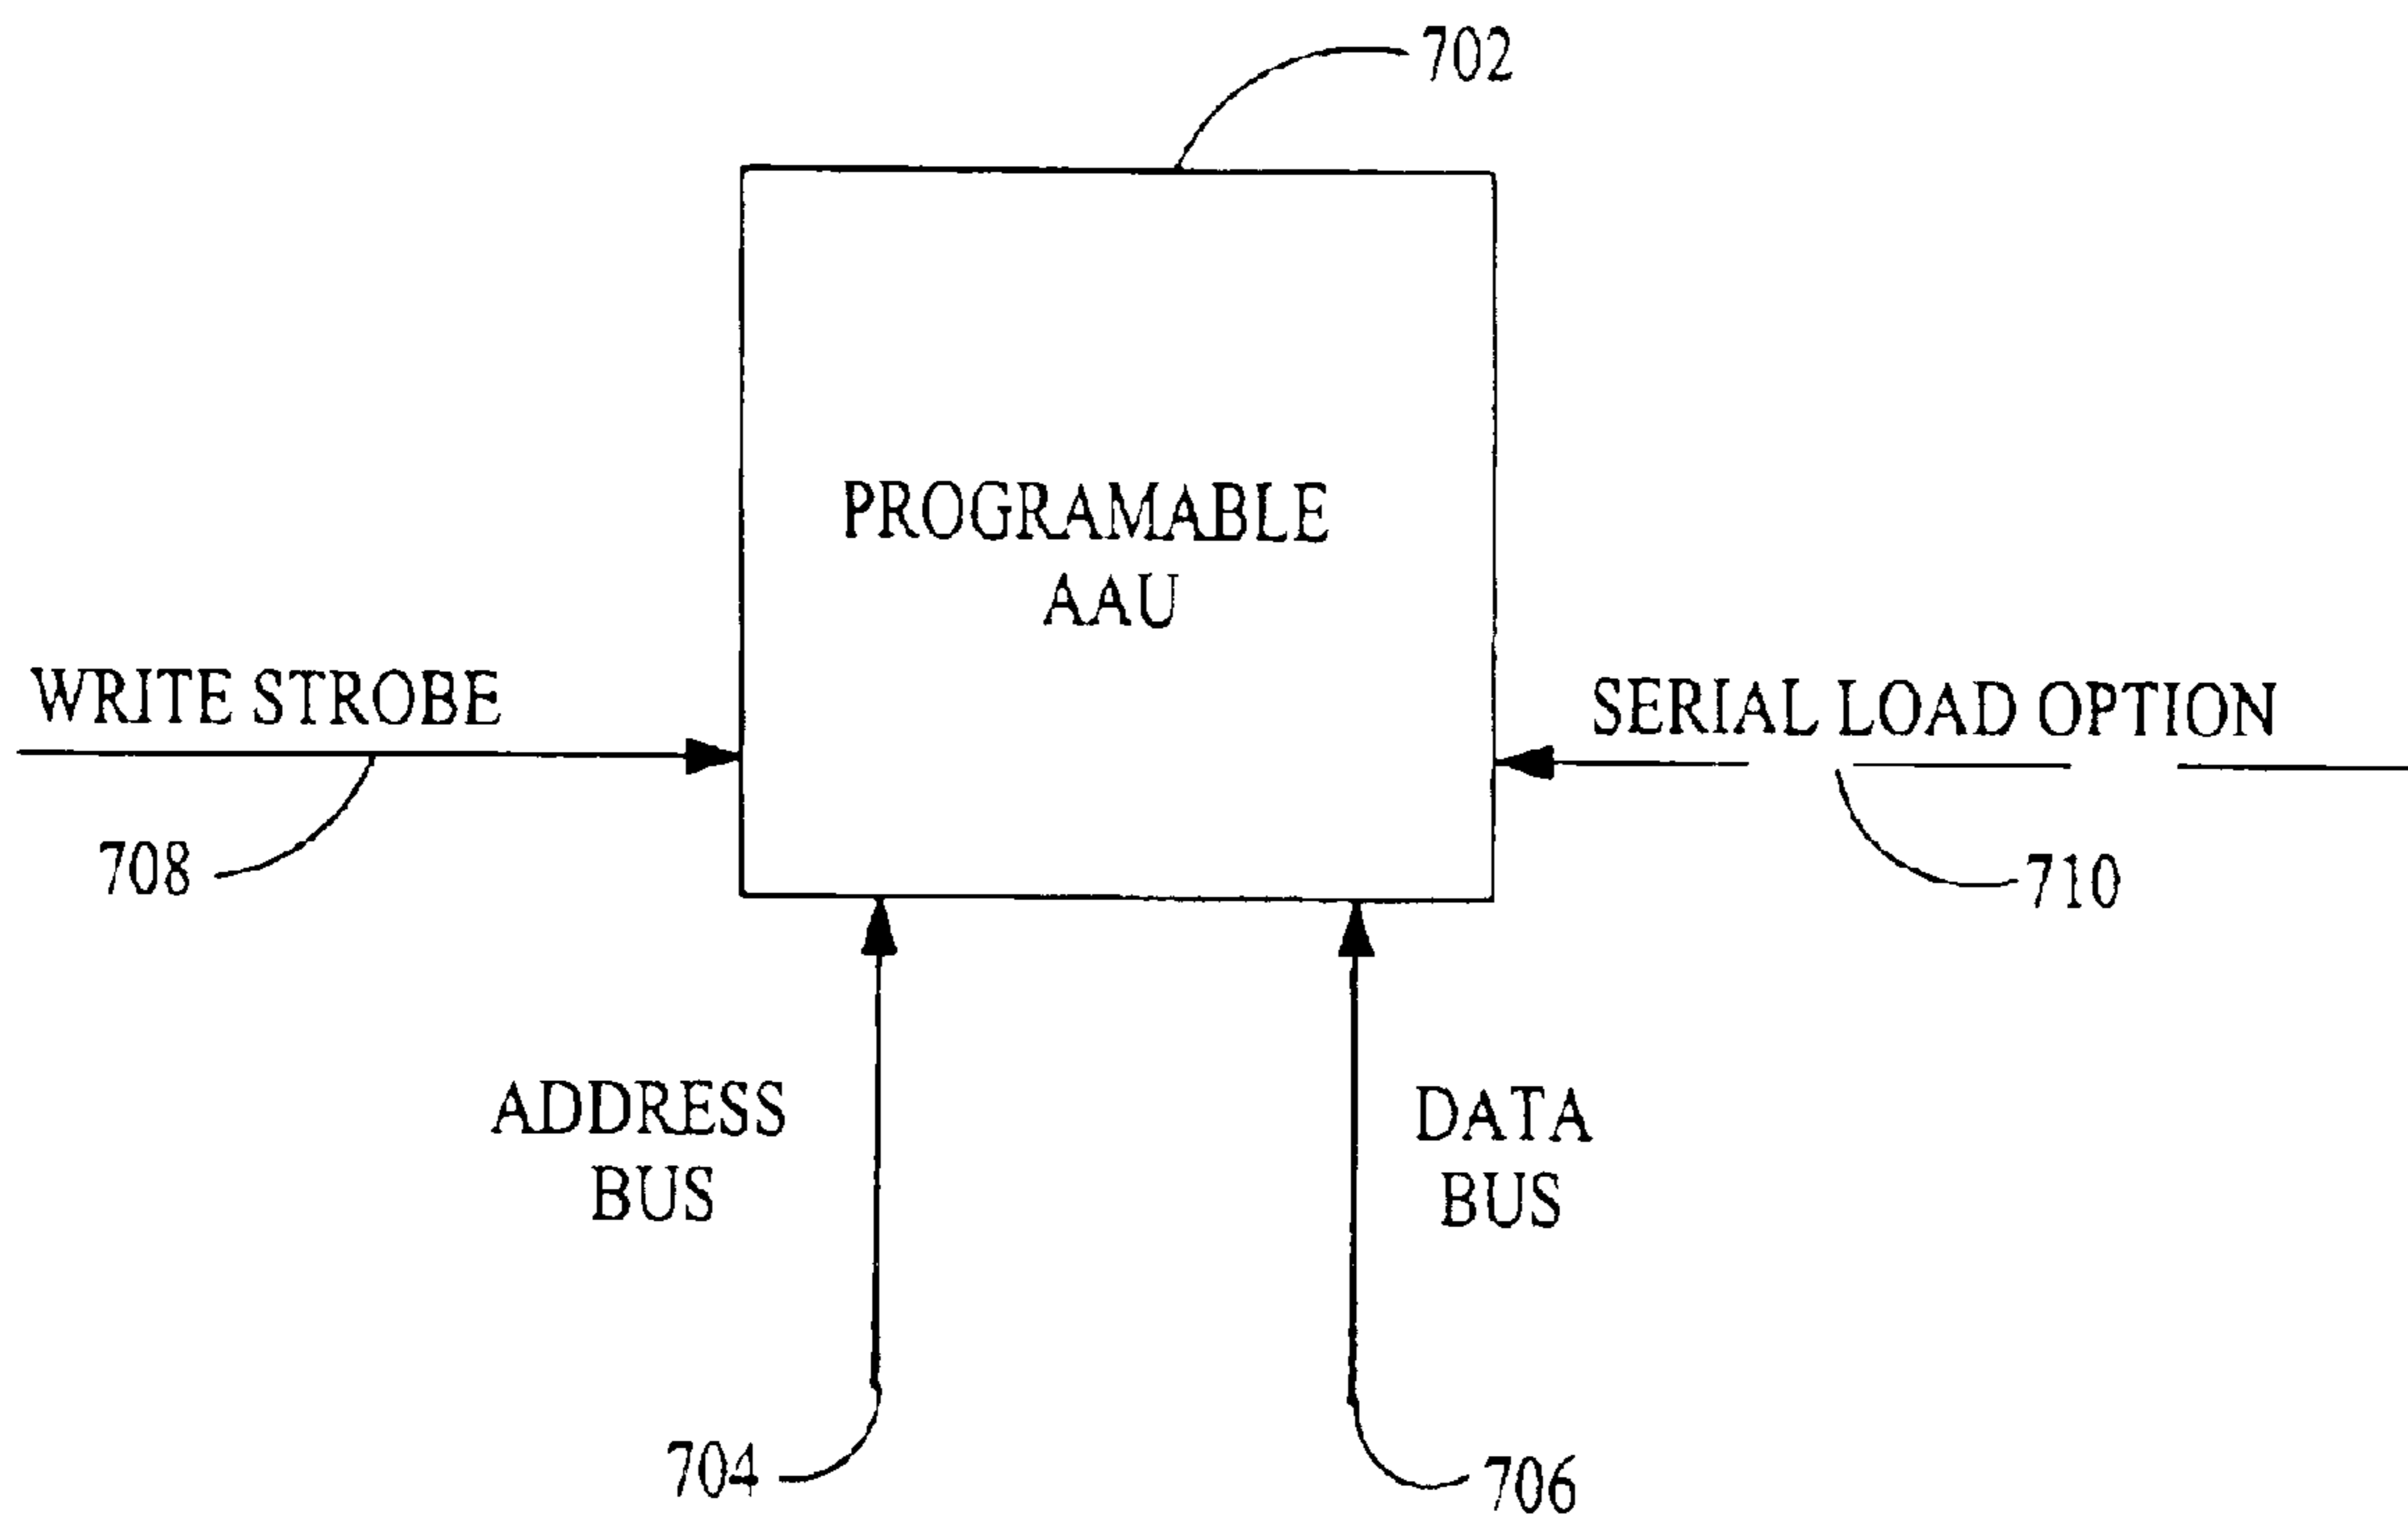 702
PROGRAMABLE
AAU
WRITE STROBE
SERIAL LOAD OPTION
708
710
ADDRESS
BUS
DATA
BUS
704
706